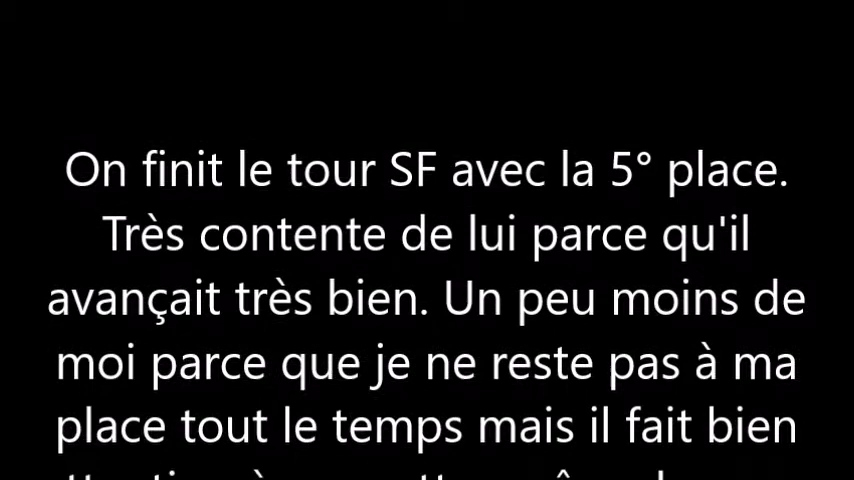 On finit le tour SF avec la 5° place.
Très contente de lui parce qu'il
avançait très bien. Un peu moins de
moi parce que je ne reste pas à ma
place tout le temps mais il fait bien